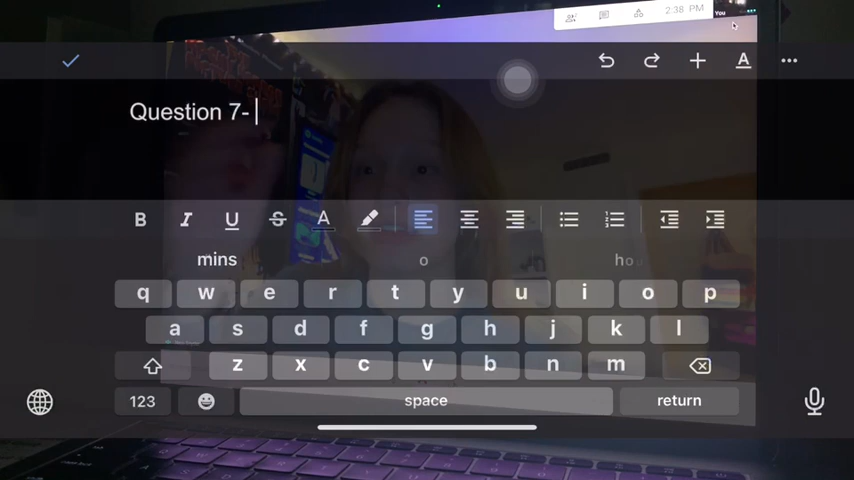 2:38 PM
You
Question 7-
B I U S A
mins o ho
q w e r t y u i o p
a s d f g h j k l
z x c v b n m
123 space return